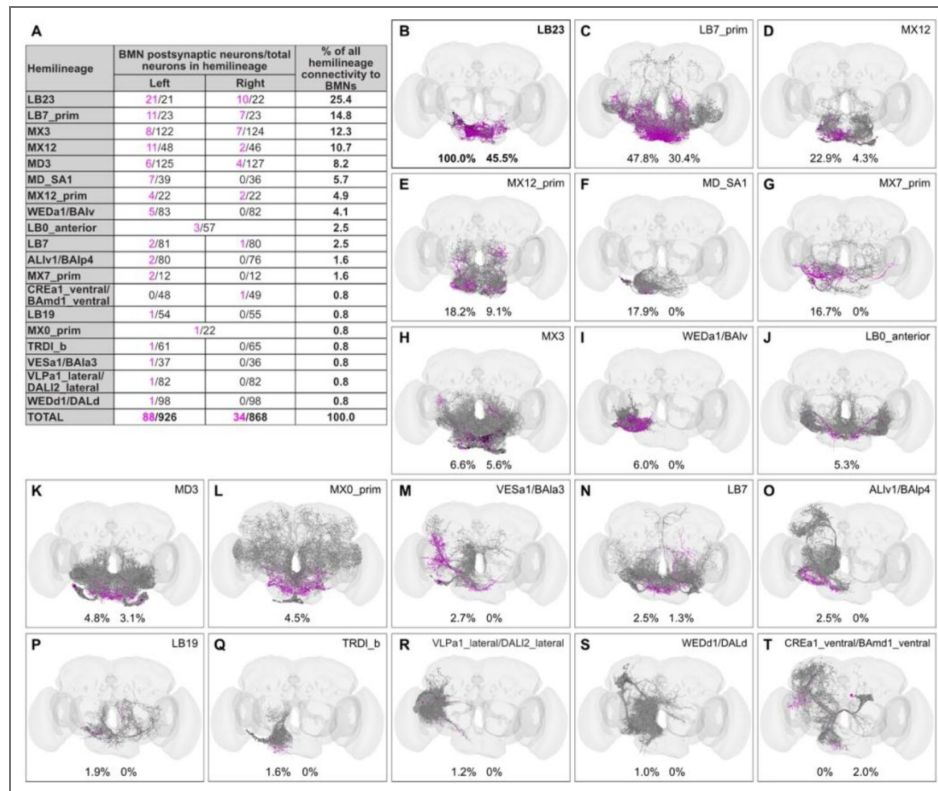 A
Hemilineage BMN postsynaptic neurons/total neurons in hemilineage % of all hemilineage connectivity to BMNs
Left Right
LB23 21/21 10/22 25.4
LB7_prim 11/23 7/23 14.8
MX3 8/122 7/124 12.3
MX12 11/48 2/46 10.7
MD3 6/125 4/127 8.2
MD_SA1 7/39 0/36 5.7
MX12_prim 4/22 2/22 4.9
WEDa1/BAlv 5/83 0/82 4.1
LB0_anterior 3/57 2.5
LB7 2/81 1/80 2.5
ALlv1/BAlp4 2/80 0/76 1.6
MX7_prim 2/12 0/12 1.6
CREa1_ventral/BAmd1_ventral 0/48 1/49 0.8
LB19 1/54 0/55 0.8
MX0_prim 1/22 0.8
TRDl_b 1/61 0/65 0.8
VESa1/BAla3 1/37 0/36 0.8
VLPa1_lateral/DALl2_lateral 1/82 0/82 0.8
WEDd1/DALd 1/98 0/98 0.8
TOTAL 88/926 34/868 100.0
B LB23
100.0% 45.5%
C LB7_prim
47.8% 30.4%
D MX12
22.9% 4.3%
E MX12_prim
18.2% 9.1%
F MD_SA1
17.9% 0%
G MX7_prim
16.7% 0%
H MX3
6.6% 5.6%
I WEDa1/BAlv
6.0% 0%
J LB0_anterior
5.3%
K MD3
4.8% 3.1%
L MX0_prim
4.5%
M VESa1/BAla3
2.7% 0%
N LB7
2.5% 1.3%
O ALlv1/BAlp4
2.5% 0%
P LB19
1.9% 0%
Q TRDl_b
1.6% 0%
R VLPa1_lateral/DALl2_lateral
1.2% 0%
S WEDd1/DALd
1.0% 0%
T CREa1_ventral/BAmd1_ventral
0% 2.0%